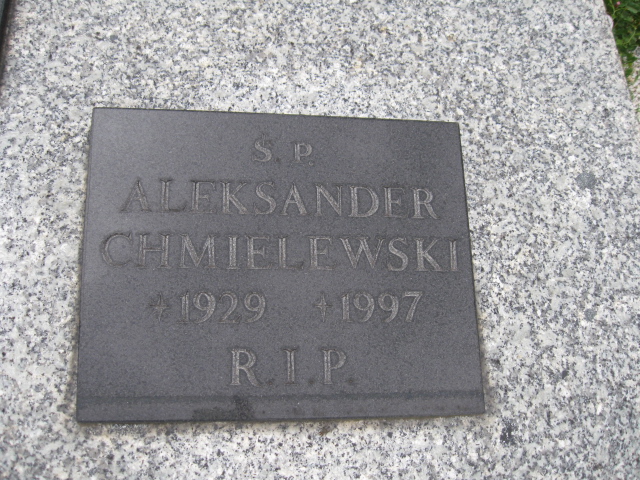 Ś. P.
ALEKSANDER
CHMIELEWSKI
* 1929 † 1997
R. I. P.